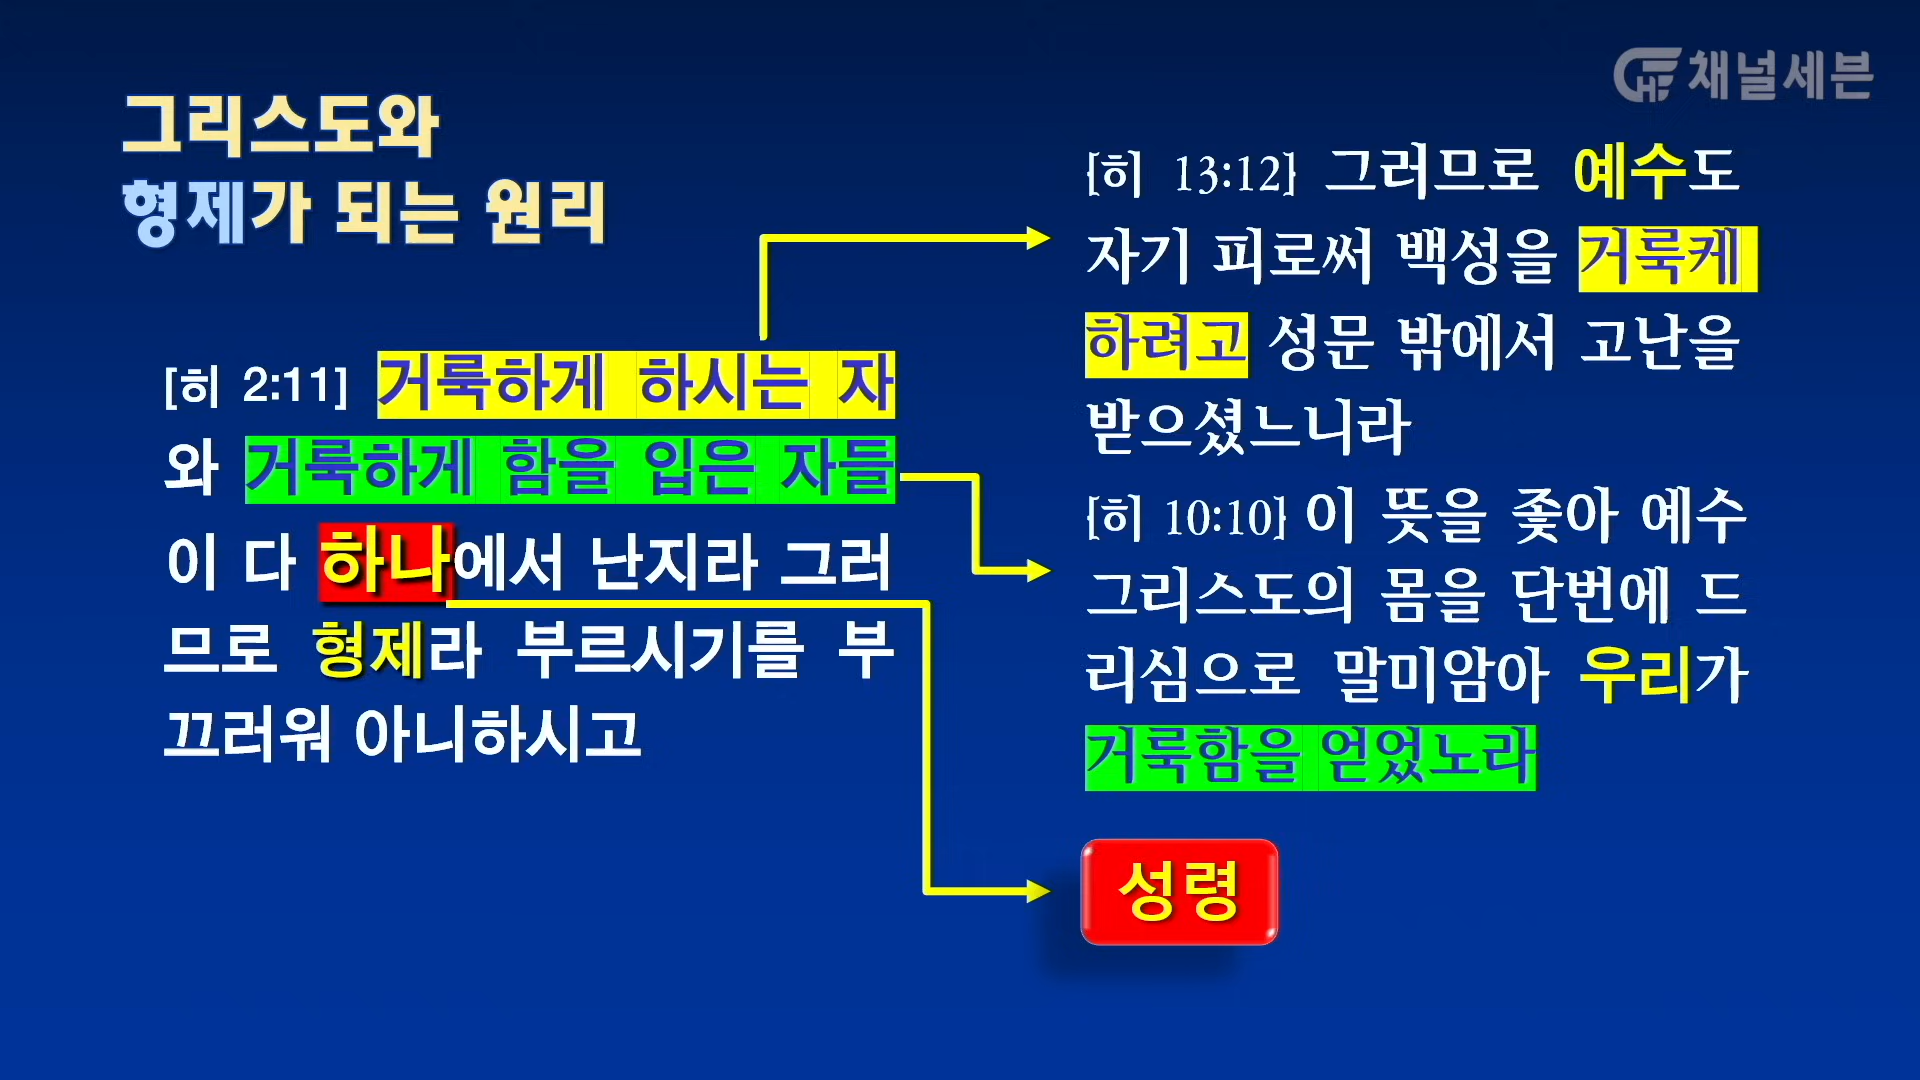 채널세븐
그리스도와
형제가 되는 원리
[히 2:11] 거룩하게 하시는 자
와 거룩하게 함을 입은 자들
이 다 하나에서 난지라 그러
므로 형제라 부르시기를 부
끄러워 아니하시고
[히 13:12] 그러므로 예수도
자기 피로써 백성을 거룩케
하려고 성문 밖에서 고난을
받으셨느니라
[히 10:10] 이 뜻을 좇아 예수
그리스도의 몸을 단번에 드
리심으로 말미암아 우리가
거룩함을 얻었노라
성령